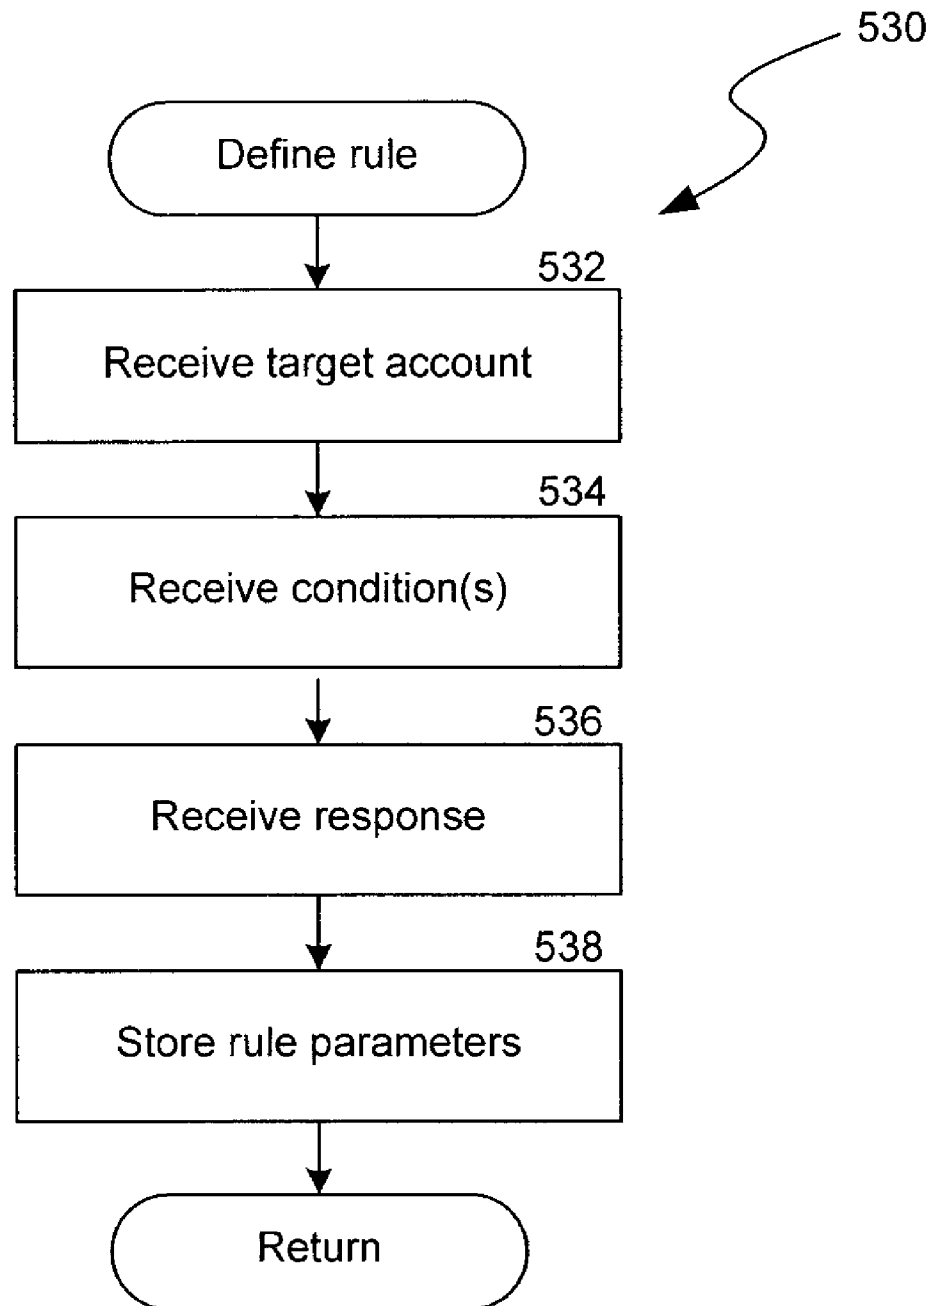 530
Define rule
532
Receive target account
534
Receive condition(s)
536
Receive response
538
Store rule parameters
Return